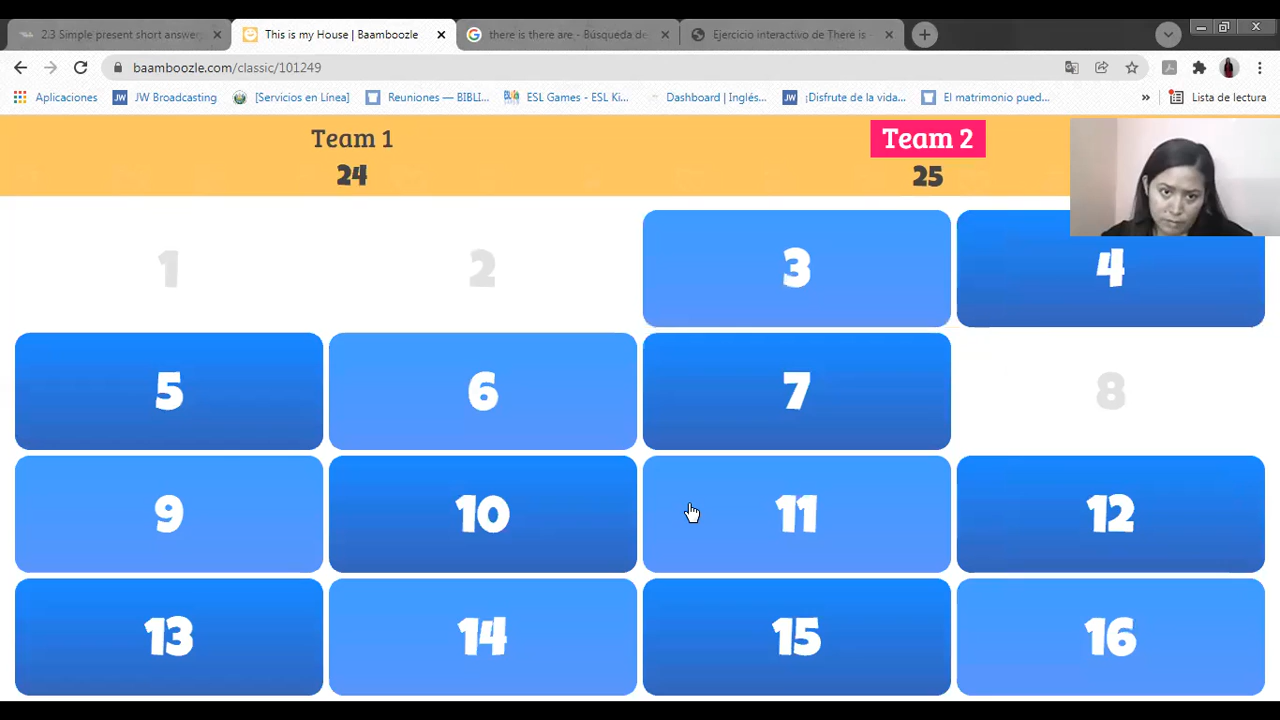 2.3 Simple present short answer
This is my House | Baamboozle
there is there are - Búsqueda de
Ejercicio interactivo de There is
baamboozle.com/classic/101249
Aplicaciones
JW Broadcasting
[Servicios en Línea]
Reuniones — BIBLI...
ESL Games - ESL Ki...
Dashboard | Inglés...
¡Disfrute de la vida...
El matrimonio pued...
»
Lista de lectura
Team 1
24
Team 2
25
1
2
3
4
5
6
7
8
9
10
11
12
13
14
15
16